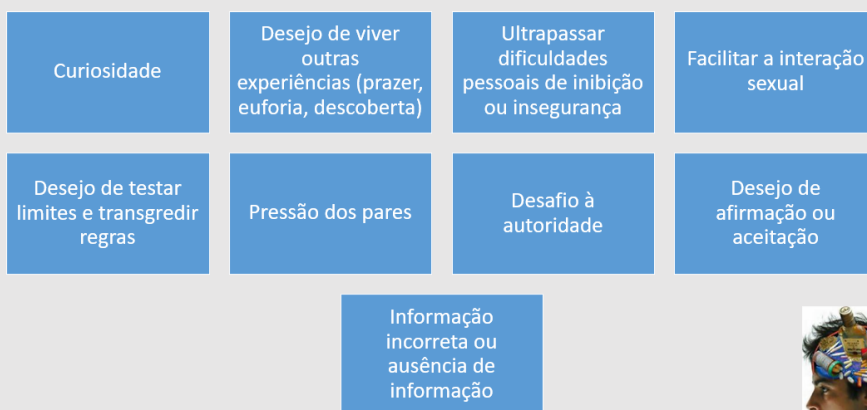 Curiosidade
Desejo de viver
outras
experiências (prazer,
euforia, descoberta)
Ultrapassar
dificuldades
pessoais de inibição
ou insegurança
Facilitar a interação
sexual
Desejo de testar
limites e transgredir
regras
Pressão dos pares
Desafio à
autoridade
Desejo de
afirmação ou
aceitação
Informação
incorreta ou
ausência de
informação